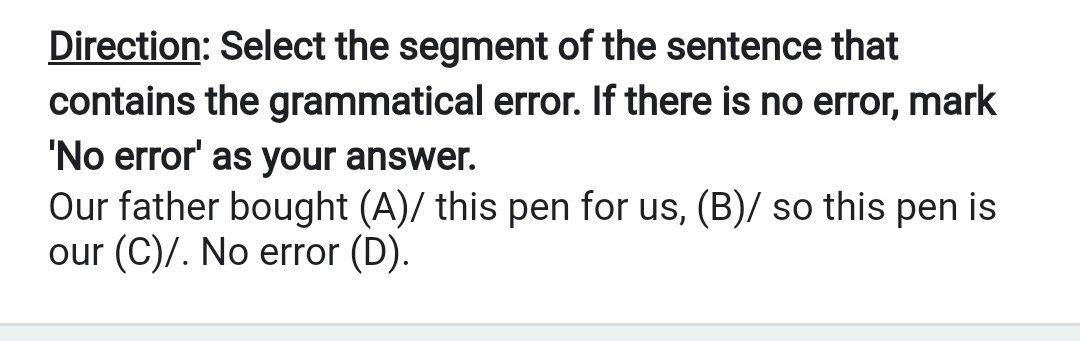 Direction: Select the segment of the sentence that
contains the grammatical error. If there is no error, mark
'No error' as your answer.
Our father bought (A)/ this pen for us, (B)/ so this pen is
our (C)/. No error (D).